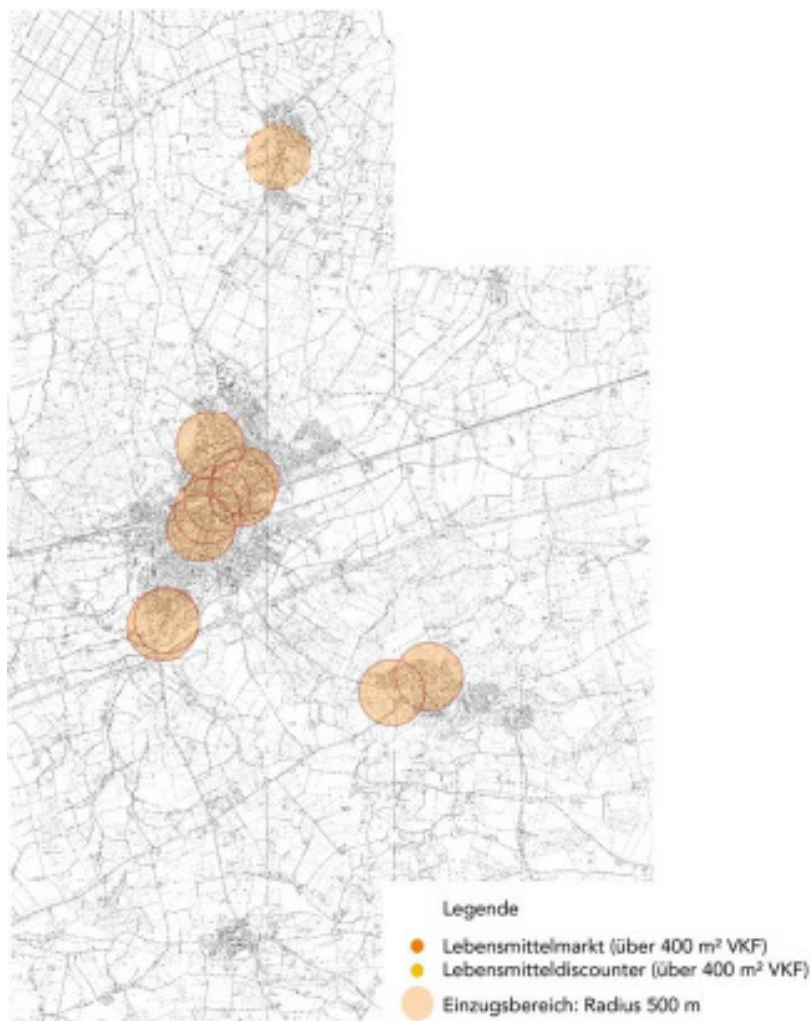 Legende
Lebensmittelmarkt (über 400 m² VKF)
Lebensmitteldiscounter (über 400 m² VKF)
Einzugsbereich: Radius 500 m